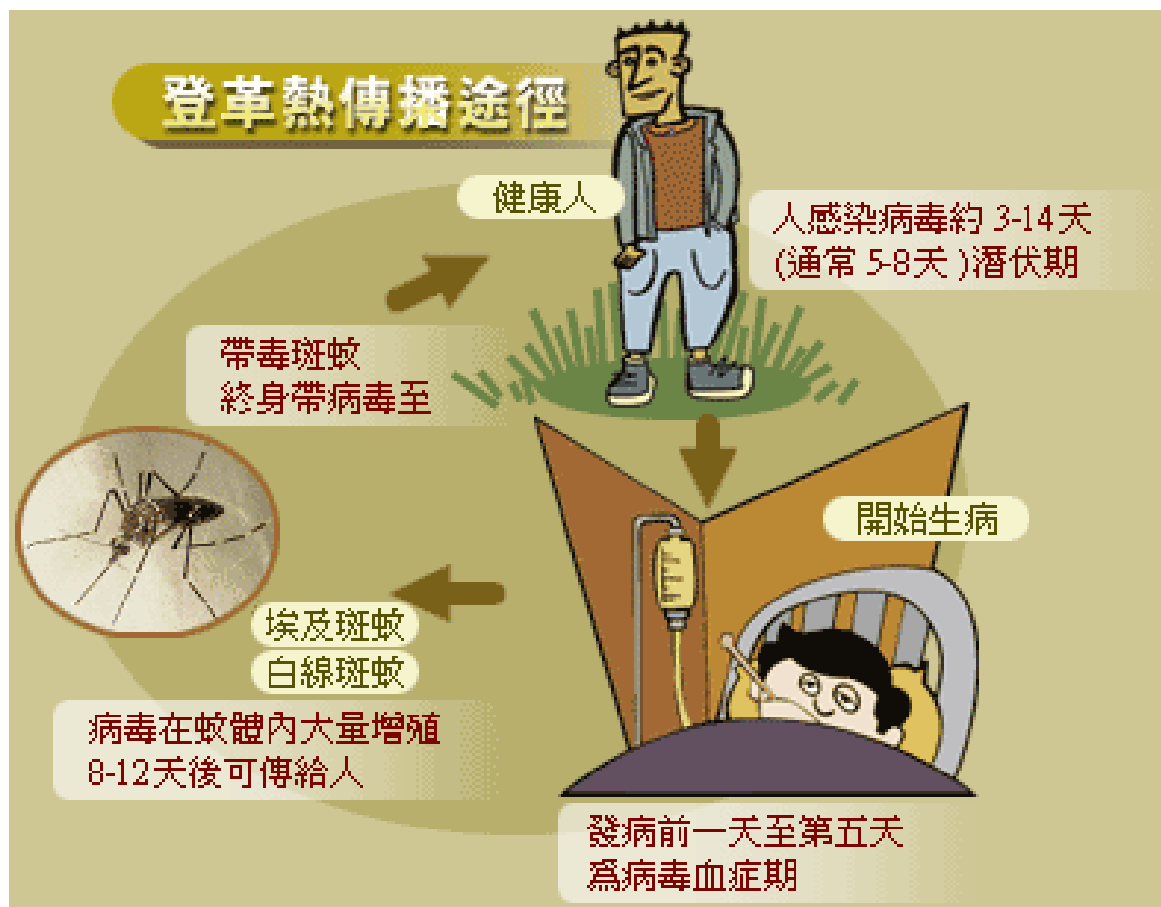 登革熱傳播途徑
健康人
人感染病毒約 3-14天
(通常 5-8天 )潛伏期
帶毒斑蚊
終身帶病毒至
開始生病
埃及斑蚊
白線斑蚊
病毒在蚊體內大量增殖
8-12天後可傳給人
發病前一天至第五天
爲病毒血症期